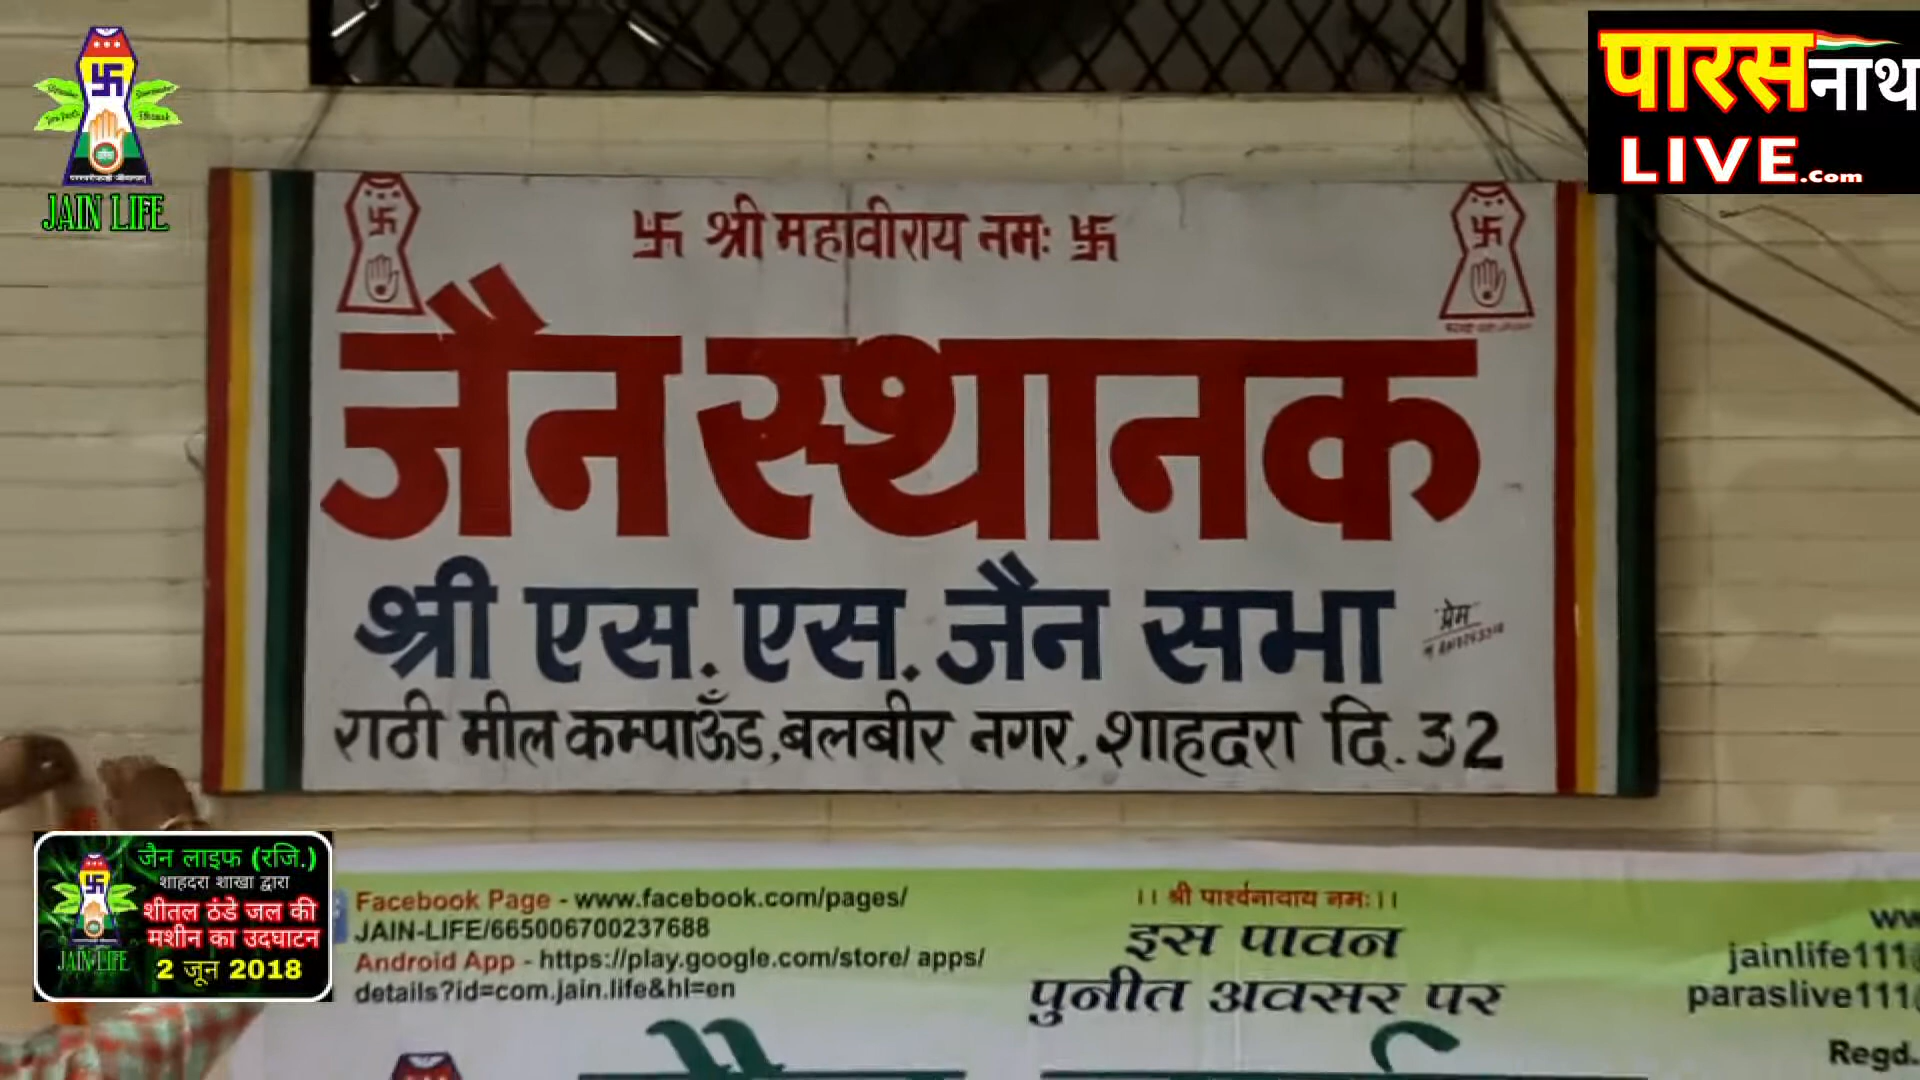 JAIN LIFE
पारसनाथ
LIVE.com
卐 श्री महावीराय नमः 卐
जैन स्थानक
श्री एस. एस. जैन सभा
प्रेम
राठी मील कम्पाऊँड, बलबीर नगर, शाहदरा दि. 32
जैन लाइफ (रजि.)
शाहदरा शाखा द्वारा
शीतल ठंडे जल की
मशीन का उदघाटन
2 जून 2018
JAIN LIFE
Facebook Page - www.facebook.com/pages/
JAIN-LIFE/665006700237688
Android App - https://play.google.com/store/ apps/
details?id=com.jain.life&hl=en
।। श्री पार्श्वनाथाय नमः।।
इस पावन
पुनीत अवसर पर
jainlife111
paraslive111
Regd.